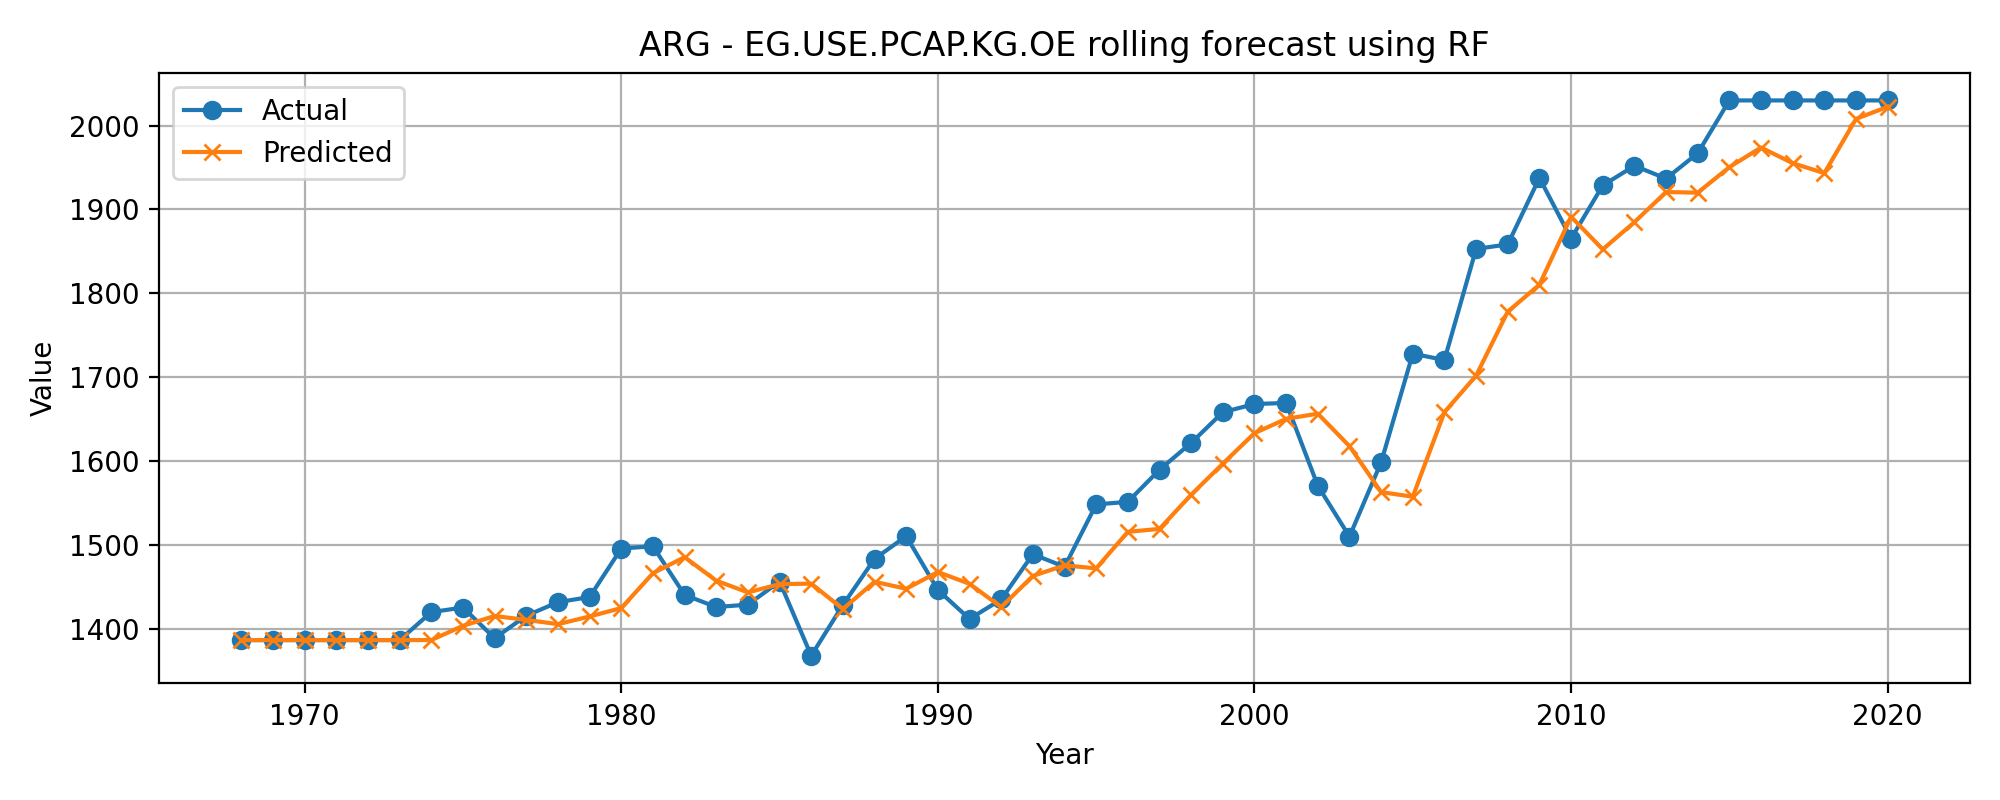 ARG - EG.USE.PCAP.KG.OE rolling forecast using RF
Actual
Predicted
Value
2000
1900
1800
1700
1600
1500
1400
1970 1980 1990 2000 2010 2020
Year